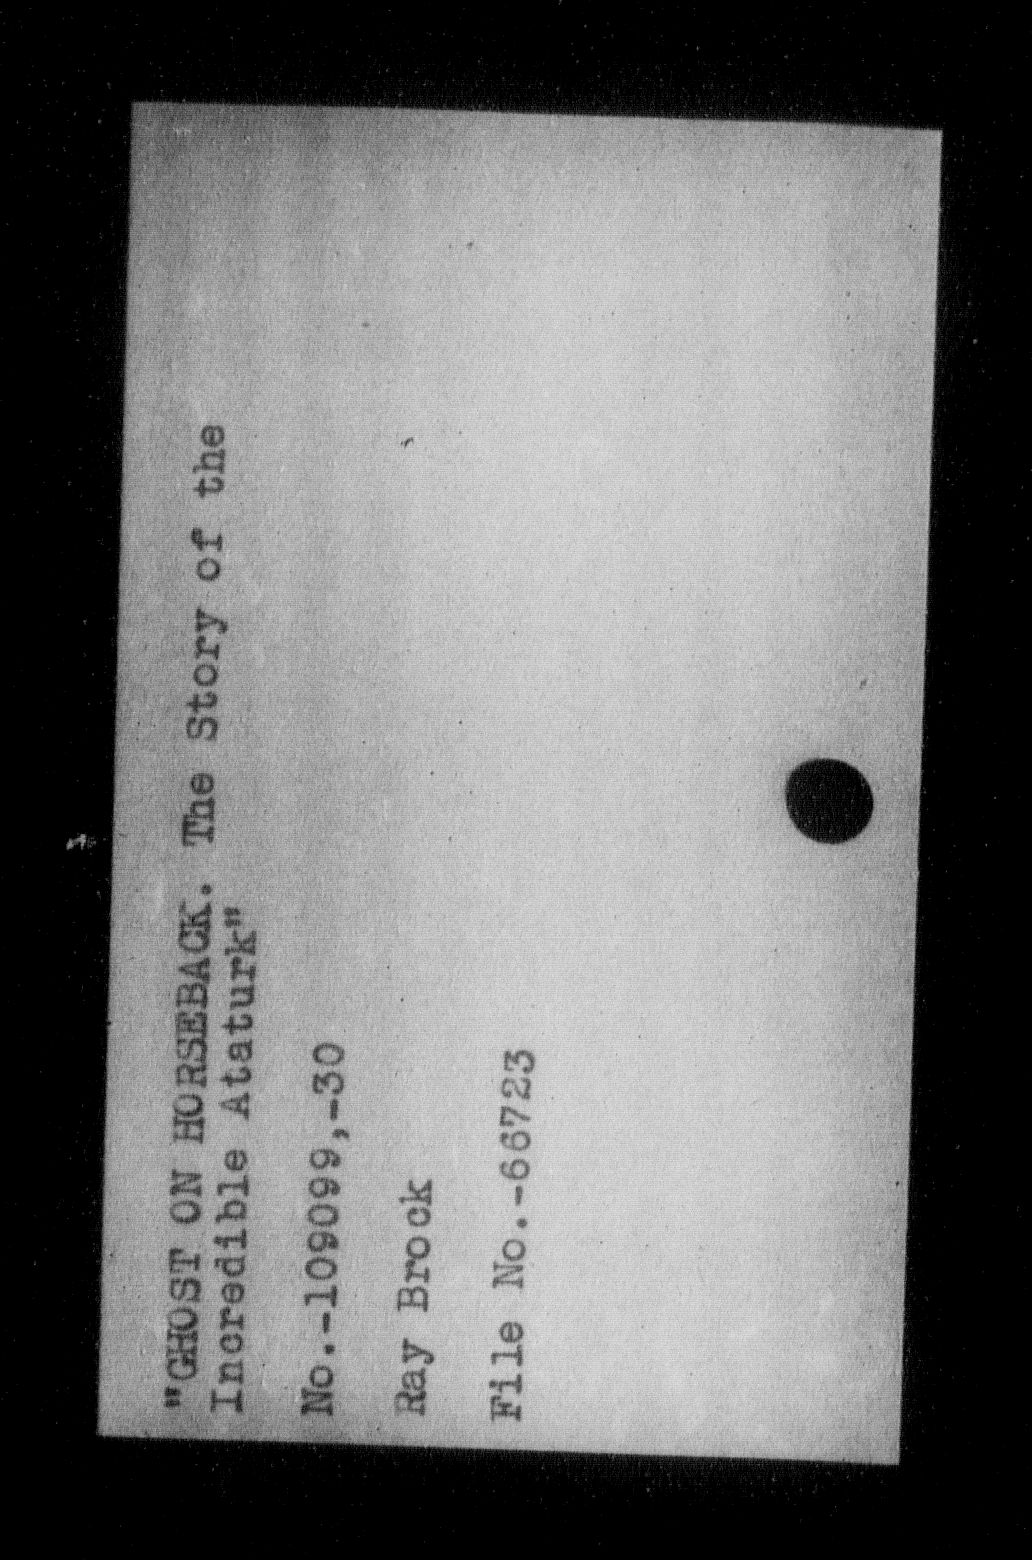 "GHOST ON HORSEBACK. The Story of the
Incredible Ataturk"
No.-109099,-30
Ray Brock
File No.-66723